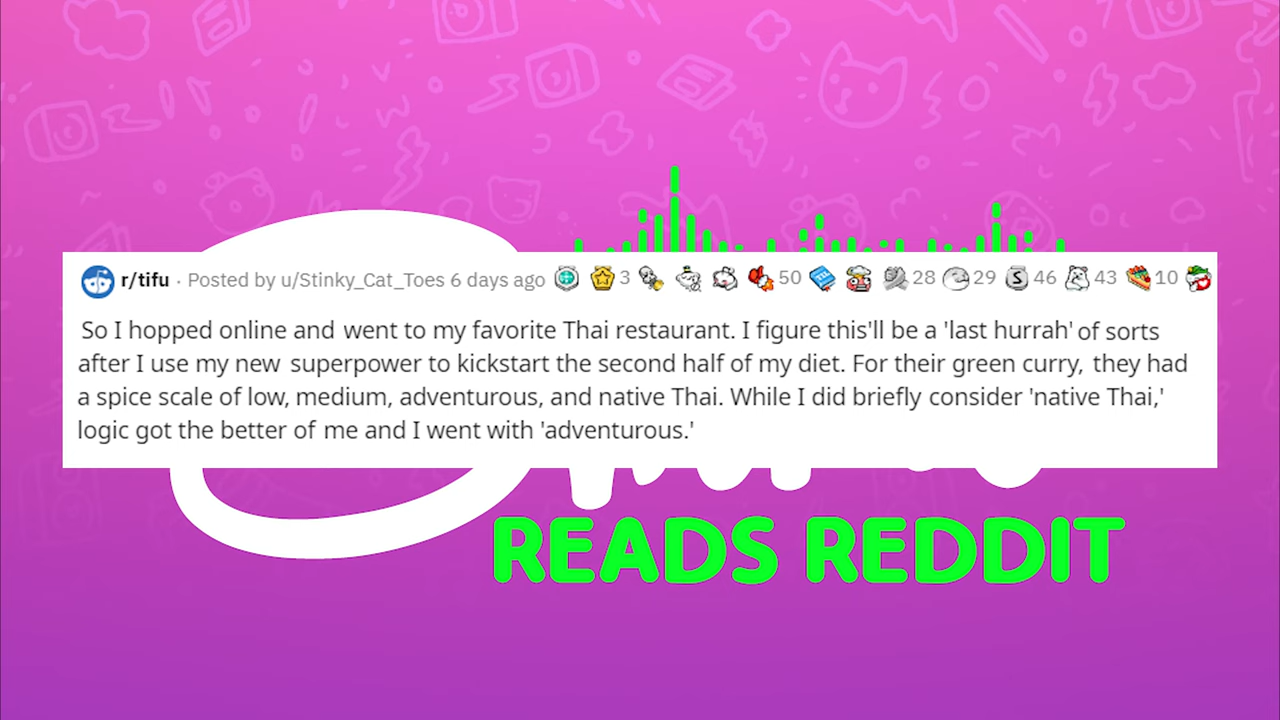 r/tifu · Posted by u/Stinky_Cat_Toes 6 days ago 3 50 28 29 46 43 10
So I hopped online and went to my favorite Thai restaurant. I figure this'll be a 'last hurrah' of sorts
after I use my new superpower to kickstart the second half of my diet. For their green curry, they had
a spice scale of low, medium, adventurous, and native Thai. While I did briefly consider 'native Thai,'
logic got the better of me and I went with 'adventurous.'
READS REDDIT